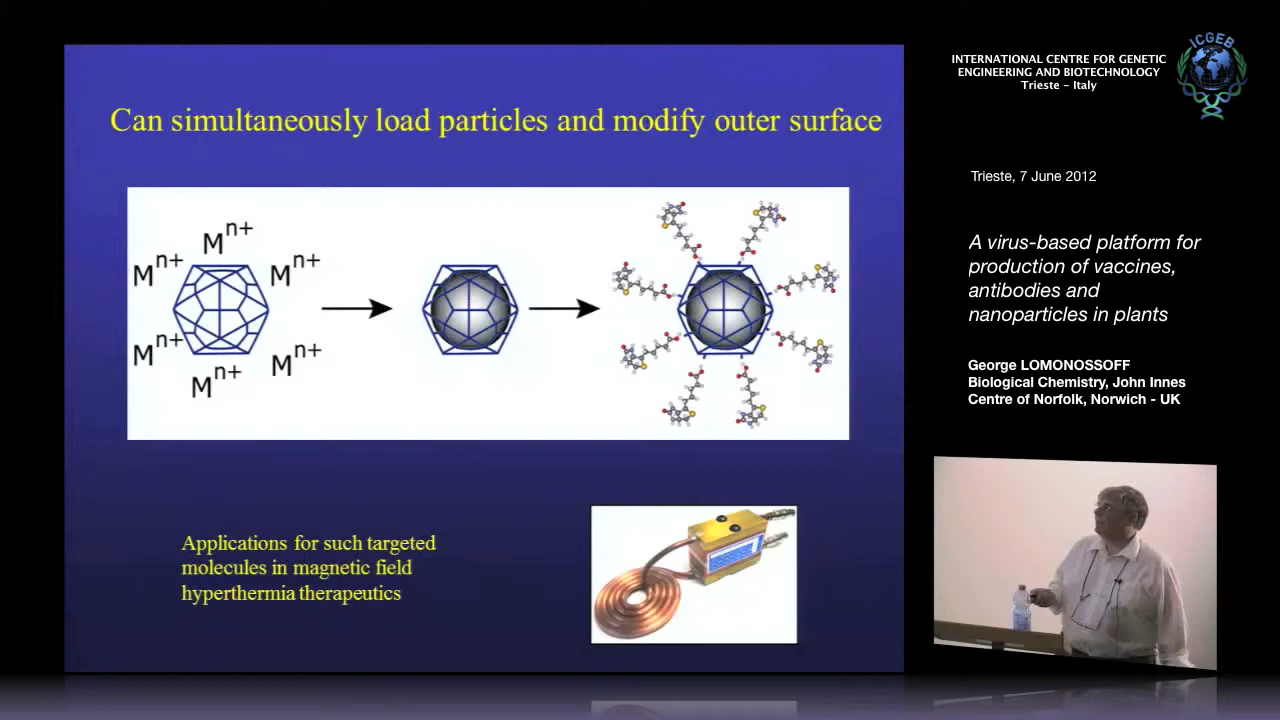 Can simultaneously load particles and modify outer surface
M n+
M n+
M n+
M n+
M n+
M n+
Applications for such targeted
molecules in magnetic field
hyperthermia therapeutics
ICGEB
INTERNATIONAL CENTRE FOR GENETIC
ENGINEERING AND BIOTECHNOLOGY
Trieste - Italy
Trieste, 7 June 2012
A virus-based platform for
production of vaccines,
antibodies and
nanoparticles in plants
George LOMONOSSOFF
Biological Chemistry, John Innes
Centre of Norfolk, Norwich - UK